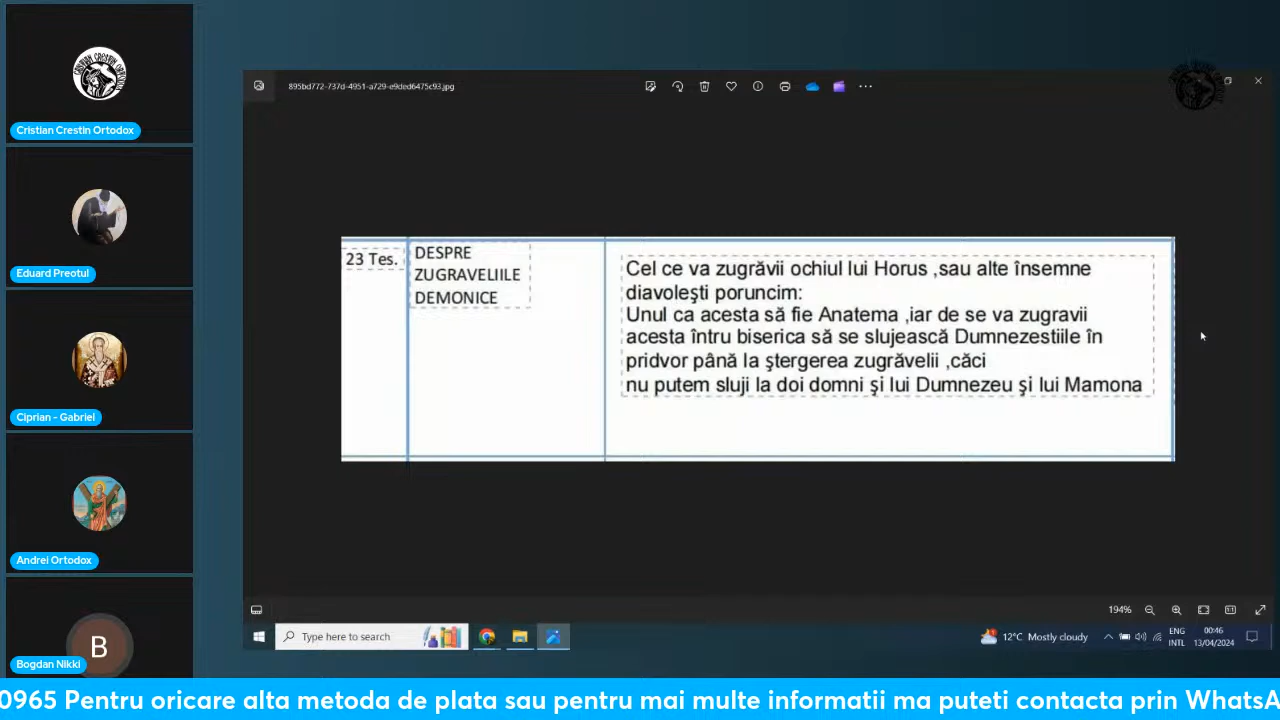 Cristian Crestin Ortodox
Eduard Preotul
Ciprian - Gabriel
Andrei Ortodox
B
Bogdan Nikki
895bd772-737d-4951-a729-e9ded6475c93.jpg
23 Tes.
DESPRE
ZUGRAVELIILE
DEMONICE
Cel ce va zugrăvii ochiul lui Horus ,sau alte însemne
diavoleşti poruncim:
Unul ca acesta să fie Anatema ,iar de se va zugravii
acesta întru biserica să se slujească Dumnezestiile în
pridvor până la ştergerea zugrăvelii ,căci
nu putem sluji la doi domni şi lui Dumnezeu şi lui Mamona
194%
Type here to search
12°C Mostly cloudy
ENG
INTL
00:46
13/04/2024
0965 Pentru oricare alta metoda de plata sau pentru mai multe informatii ma puteti contacta prin WhatsA